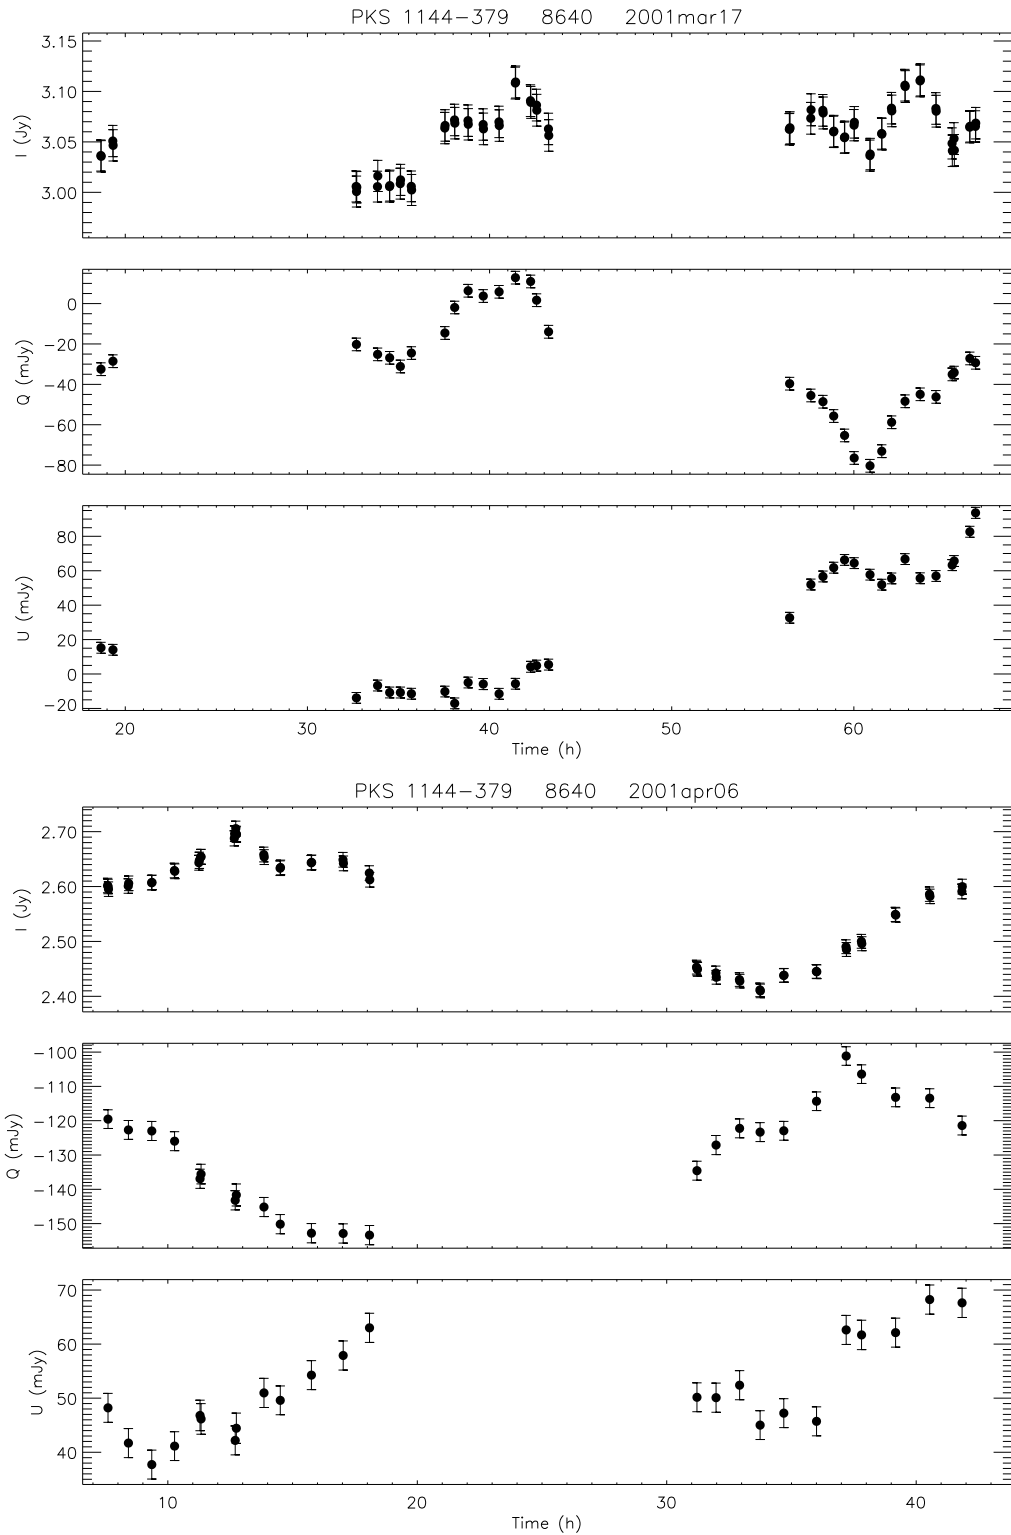 PKS 1144−379 8640 2001mar17
3.15
3.10
3.05
3.00
I (Jy)
0
−20
−40
−60
−80
Q (mJy)
80
60
40
20
0
−20
U (mJy)
20 30 40 50 60
Time (h)
PKS 1144−379 8640 2001apr06
2.70
2.60
2.50
2.40
I (Jy)
−100
−110
−120
−130
−140
−150
Q (mJy)
70
60
50
40
U (mJy)
10 20 30 40
Time (h)